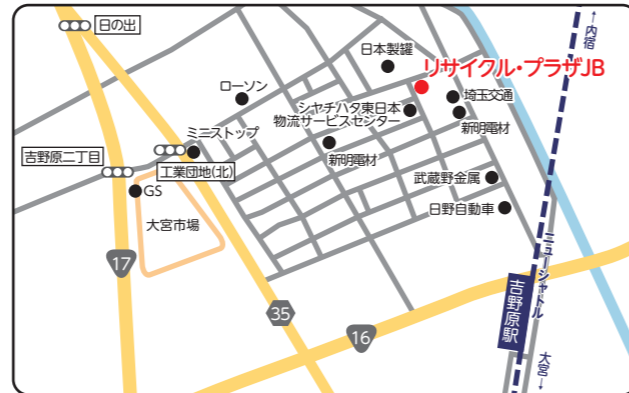 日の出
←内宿
日本製罐
リサイクル・プラザJB
ローソン
埼玉交通
シヤチハタ東日本
物流サービスセンター
新明電材
ミニストップ
吉野原二丁目
工業団地(北)
新明電材
武蔵野金属
GS
大宮市場
日野自動車
ニューシャトル
17
吉野原駅
35
16
大宮→